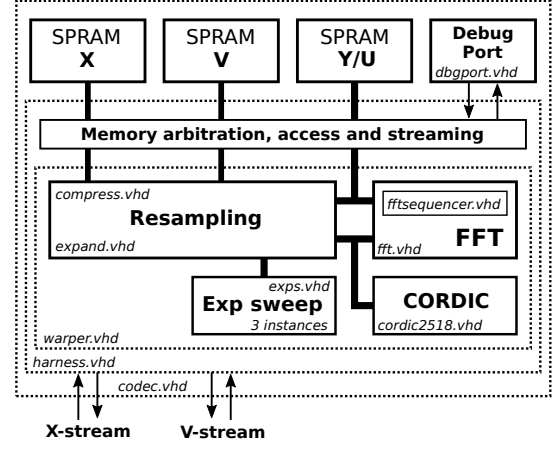 SPRAM
X
SPRAM
V
SPRAM
Y/U
Debug
Port
dbgport.vhd
Memory arbitration, access and streaming
compress.vhd
Resampling
expand.vhd
fftsequencer.vhd
FFT
fft.vhd
exps.vhd
Exp sweep
3 instances
CORDIC
cordic2518.vhd
warper.vhd
harness.vhd
codec.vhd
X-stream
V-stream